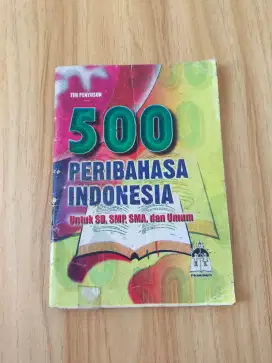 TIM PENYUSUN
500
PERIBAHASA
INDONESIA
Untuk SD, SMP, SMA, dan Umum